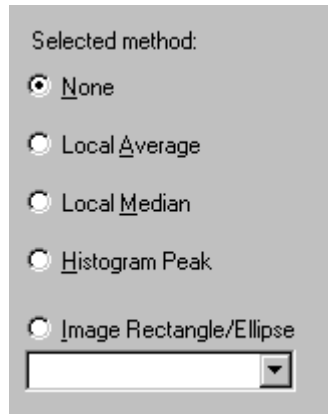 Selected method:
None
Local Average
Local Median
Histogram Peak
Image Rectangle/Ellipse